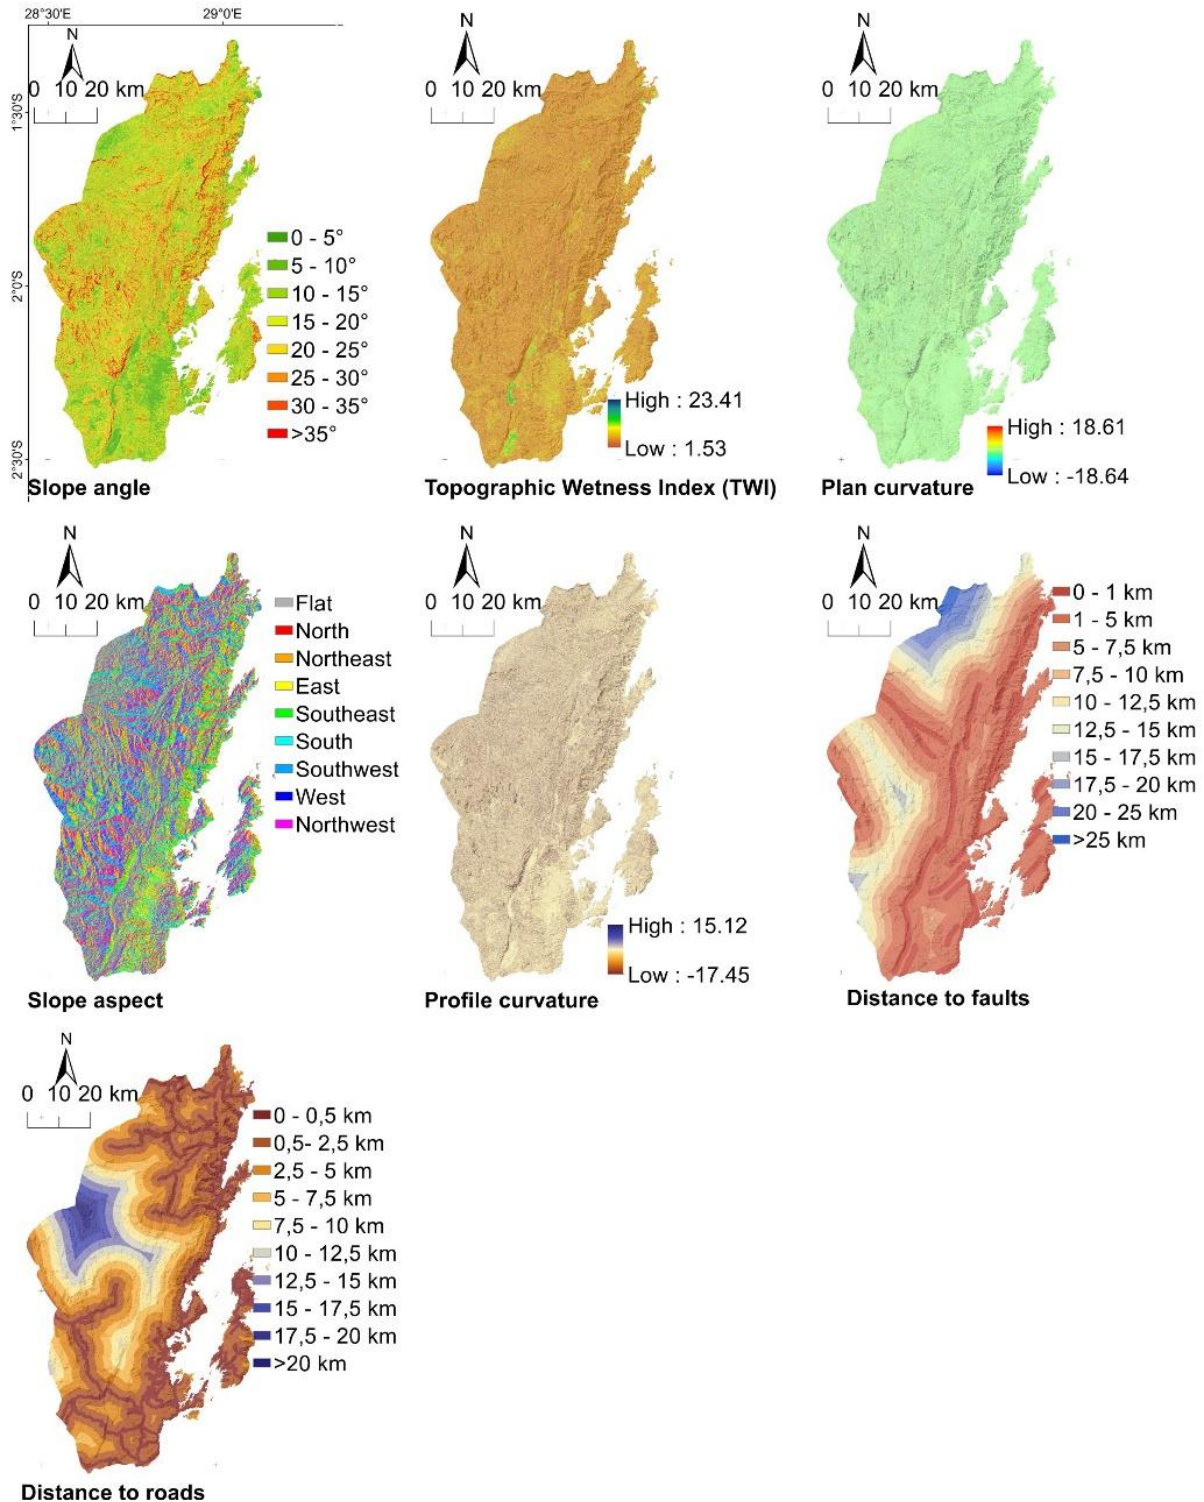 28°30'E 29°0'E
N
0 10 20 km
1°30'S
2°0'S
2°30'S
0 - 5°
5 - 10°
10 - 15°
15 - 20°
20 - 25°
25 - 30°
30 - 35°
>35°
Slope angle
N
0 10 20 km
High : 23.41
Low : 1.53
Topographic Wetness Index (TWI)
N
0 10 20 km
High : 18.61
Low : -18.64
Plan curvature
N
0 10 20 km
Flat
North
Northeast
East
Southeast
South
Southwest
West
Northwest
Slope aspect
N
0 10 20 km
High : 15.12
Low : -17.45
Profile curvature
N
0 10 20 km
0 - 1 km
1 - 5 km
5 - 7,5 km
7,5 - 10 km
10 - 12,5 km
12,5 - 15 km
15 - 17,5 km
17,5 - 20 km
20 - 25 km
>25 km
Distance to faults
N
0 10 20 km
0 - 0,5 km
0,5- 2,5 km
2,5 - 5 km
5 - 7,5 km
7,5 - 10 km
10 - 12,5 km
12,5 - 15 km
15 - 17,5 km
17,5 - 20 km
>20 km
Distance to roads